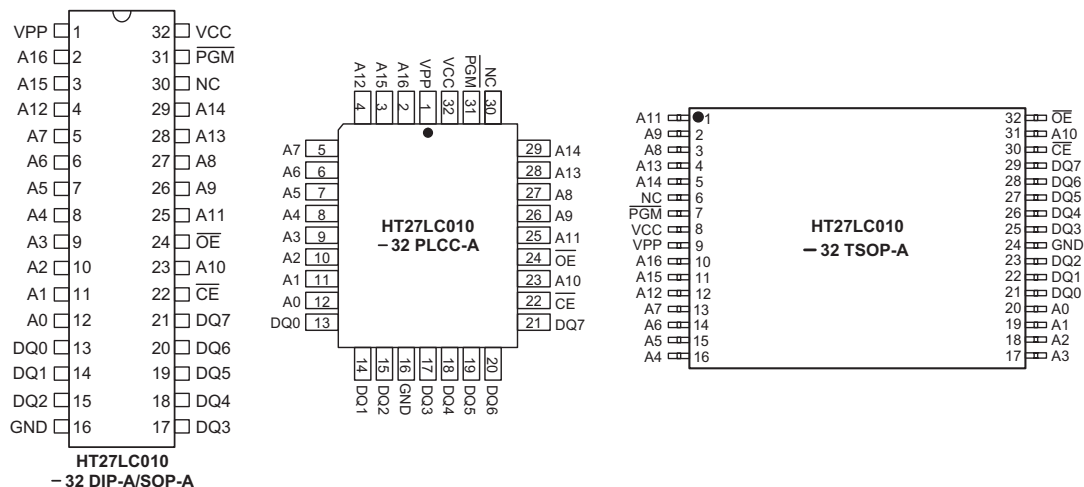 VPP 1 32 VCC
A16 2 31 PGM
A15 3 30 NC
A12 4 29 A14
A7 5 28 A13
A6 6 27 A8
A5 7 26 A9
A4 8 25 A11
A3 9 24 OE
A2 10 23 A10
A1 11 22 CE
A0 12 21 DQ7
DQ0 13 20 DQ6
DQ1 14 19 DQ5
DQ2 15 18 DQ4
GND 16 17 DQ3
HT27LC010
– 32 DIP-A/SOP-A
A12 A15 A16 VPP VCC PGM NC
4 3 2 1 32 31 30
A7 5 29 A14
A6 6 28 A13
A5 7 27 A8
A4 8 26 A9
A3 9 25 A11
A2 10 24 OE
A1 11 23 A10
A0 12 22 CE
DQ0 13 21 DQ7
HT27LC010
– 32 PLCC-A
14 15 16 17 18 19 20
DQ1 DQ2 GND DQ3 DQ4 DQ5 DQ6
A11 1 32 OE
A9 2 31 A10
A8 3 30 CE
A13 4 29 DQ7
A14 5 28 DQ6
NC 6 27 DQ5
PGM 7 26 DQ4
VCC 8 25 DQ3
VPP 9 24 GND
A16 10 23 DQ2
A15 11 22 DQ1
A12 12 21 DQ0
A7 13 20 A0
A6 14 19 A1
A5 15 18 A2
A4 16 17 A3
HT27LC010
– 32 TSOP-A